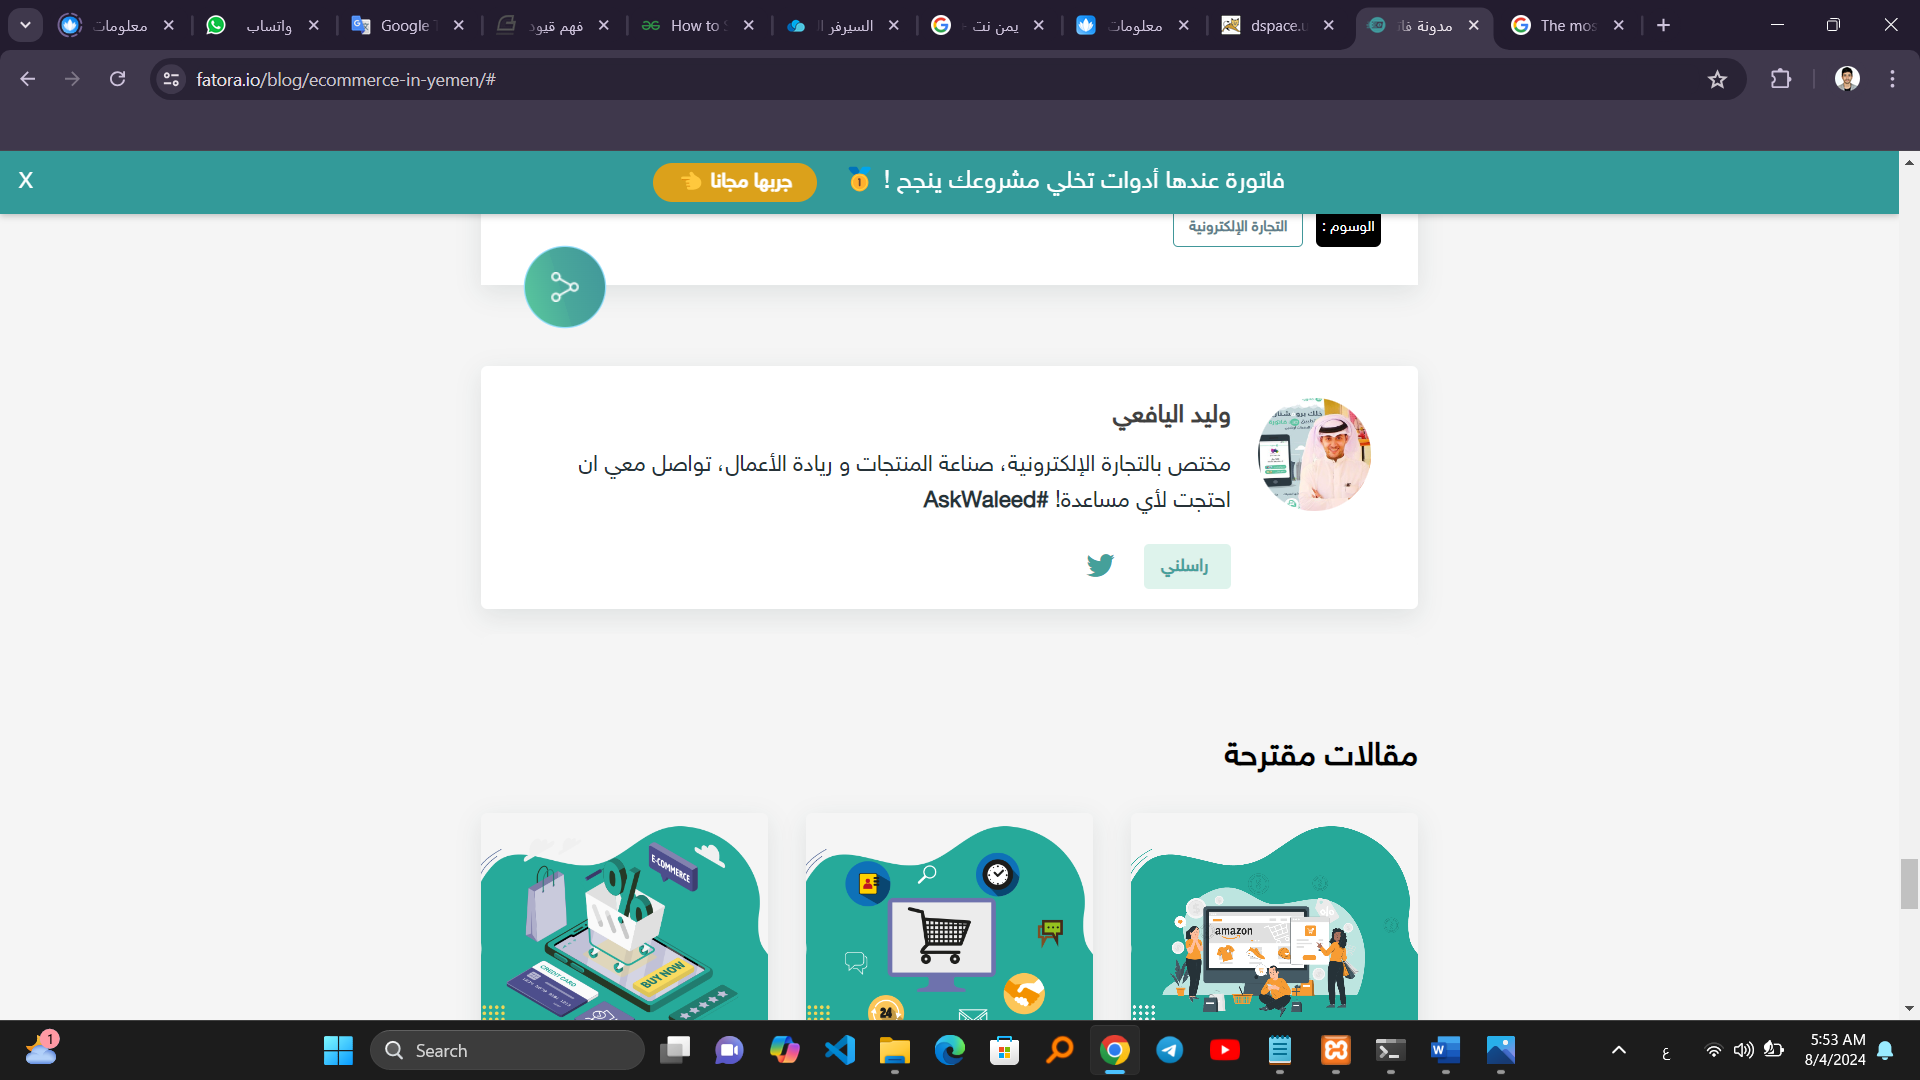 معلومات
واتساب
Google
فهم قيود
How to
السيرفر
يمن نت
معلومات
dspace.u
مدونة فات
The mos
fatora.io/blog/ecommerce-in-yemen/#
X
فاتورة عندها أدوات تخلي مشروعك ينجح ! 🥇
جربها مجانا 👈
الوسوم :
التجارة الإلكترونية
وليد اليافعي
مختص بالتجارة الإلكترونية، صناعة المنتجات و ريادة الأعمال، تواصل معي ان
احتجت لأي مساعدة! #AskWaleed
راسلني
مقالات مقترحة
amazon
24
E-COMMERCE
%
CREDIT CARD
BUY NOW
1
Search
ع
5:53 AM
8/4/2024